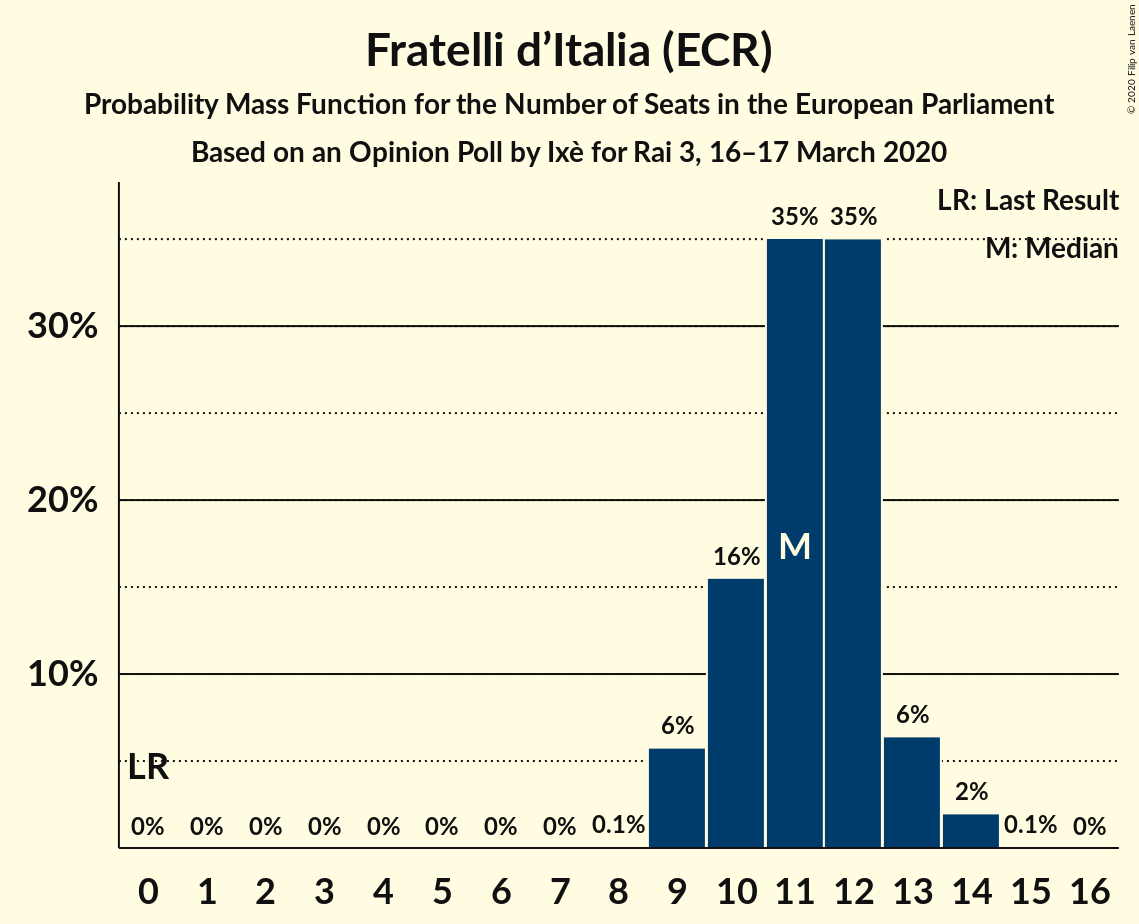 Fratelli d’Italia (ECR)
Probability Mass Function for the Number of Seats in the European Parliament
Based on an Opinion Poll by Ixè for Rai 3, 16–17 March 2020
© 2020 Filip van Laenen
LR: Last Result
M: Median
35% 35%
30%
20%
16%
M
10%
6%
6%
LR
2%
0% 0% 0% 0% 0% 0% 0% 0% 0.1% 0.1% 0%
0 1 2 3 4 5 6 7 8 9 10 11 12 13 14 15 16